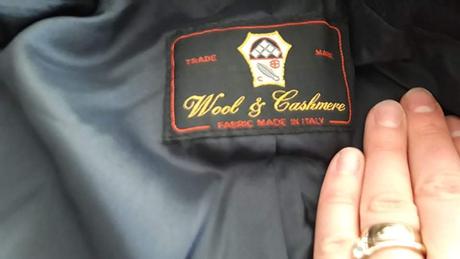 TRADE MARK
Wool & Cashmere
FABRIC MADE IN ITALY